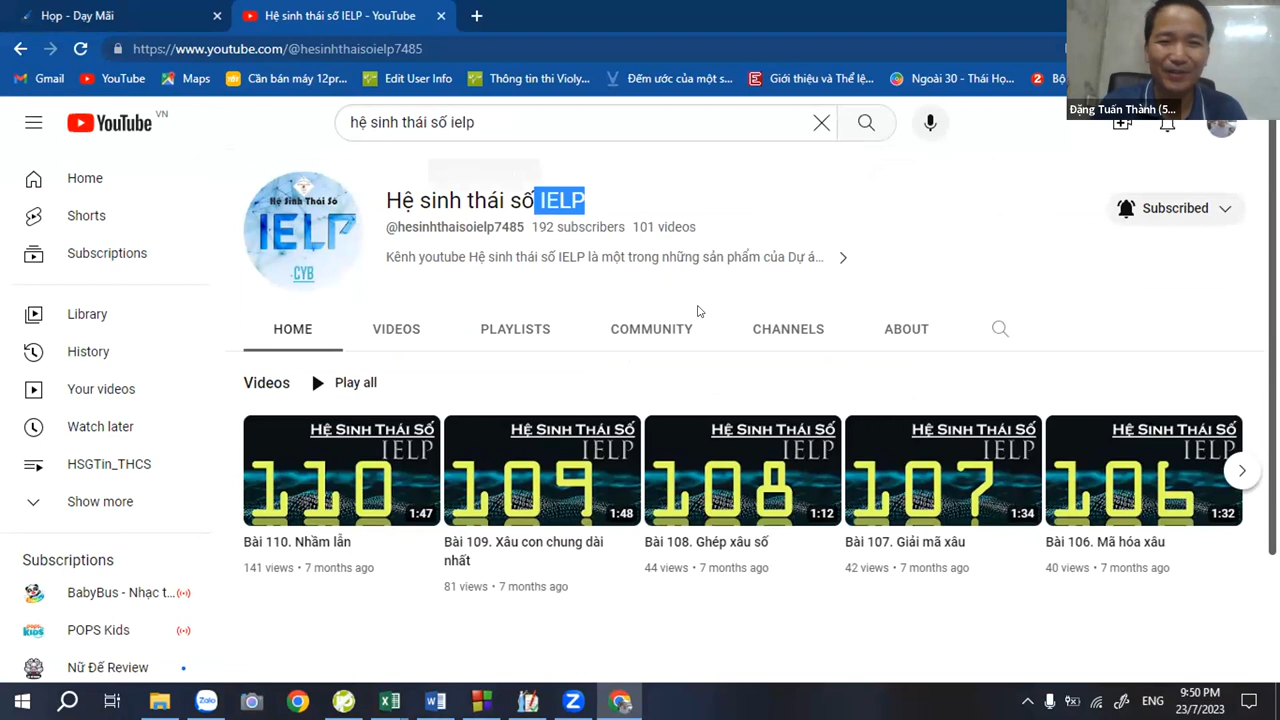 Họp - Dạy Mãi
Hệ sinh thái số IELP - YouTube
https://www.youtube.com/@hesinhthaisoielp7485
Gmail
YouTube
Maps
Cần bán máy 12pr...
Edit User Info
Thông tin thi Violy...
Đếm ước của một s...
Giới thiệu và Thể lệ...
Ngoài 30 - Thái Họ...
Bộ
Đặng Tuấn Thành (5...
YouTube VN
hệ sinh thái số ielp
Home
Shorts
Subscriptions
Library
History
Your videos
Watch later
HSGTin_THCS
Show more
Subscriptions
BabyBus - Nhạc t...
POPS Kids
Nữ Đế Review
Hệ Sinh Thái Số
IELP
.CYB
Hệ sinh thái số IELP
@hesinhthaisoielp7485 192 subscribers 101 videos
Kênh youtube Hệ sinh thái số IELP là một trong những sản phẩm của Dự á...
Subscribed
HOME VIDEOS PLAYLISTS COMMUNITY CHANNELS ABOUT
Videos Play all
Hệ Sinh Thái Số
IELP
110
1:47
Bài 110. Nhầm lẫn
141 views • 7 months ago
Hệ Sinh Thái Số
IELP
109
1:48
Bài 109. Xâu con chung dài
nhất
81 views • 7 months ago
Hệ Sinh Thái Số
IELP
108
1:12
Bài 108. Ghép xâu số
44 views • 7 months ago
Hệ Sinh Thái Số
IELP
107
1:34
Bài 107. Giải mã xâu
42 views • 7 months ago
Hệ Sinh Thái Số
IELP
106
1:32
Bài 106. Mã hóa xâu
40 views • 7 months ago
Zalo
ENG
9:50 PM
23/7/2023